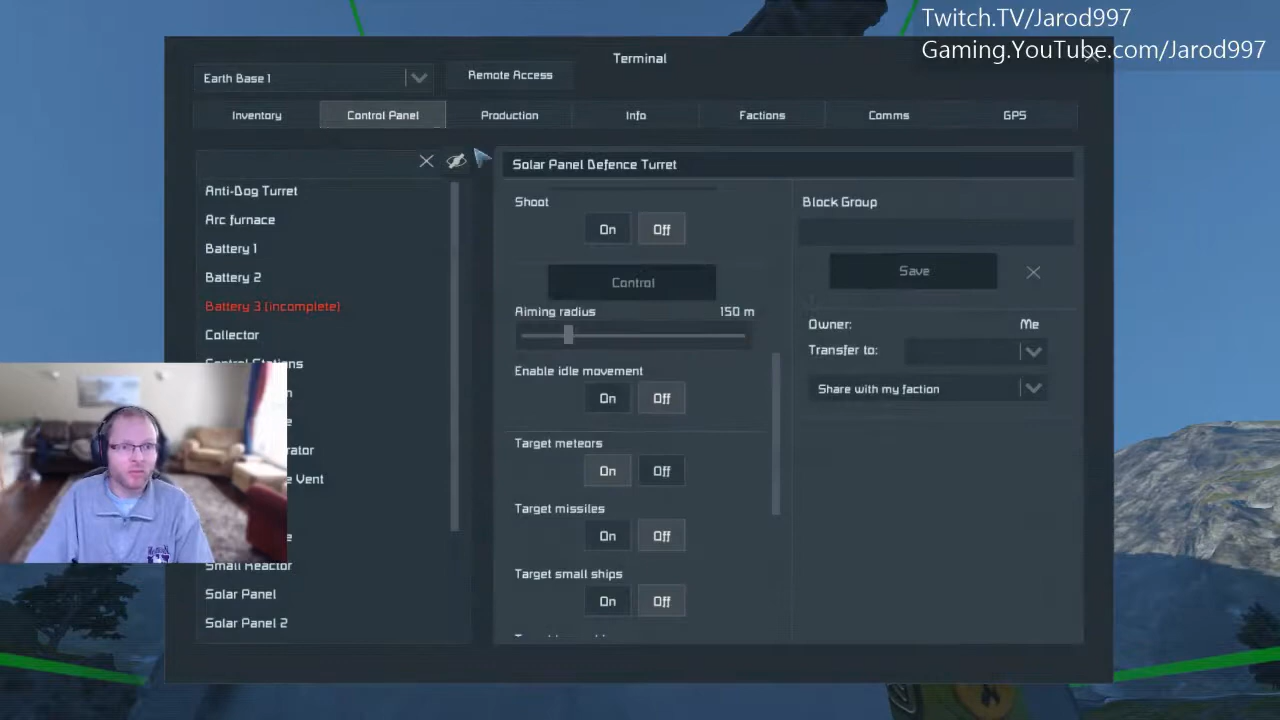 Twitch.TV/Jarod997
Gaming.YouTube.com/Jarod997
Terminal
Earth Base 1
Remote Access
Inventory
Control Panel
Production
Info
Factions
Comms
GPS
Anti-Dog Turret
Arc furnace
Battery 1
Battery 2
Battery 3 (incomplete)
Collector
Vent
Small Reactor
Solar Panel
Solar Panel 2
Solar Panel Defence Turret
Shoot
On Off
Control
Aiming radius 150 m
Enable idle movement
On Off
Target meteors
On Off
Target missiles
On Off
Target small ships
On Off
Block Group
Save
Owner: Me
Transfer to:
Share with my faction